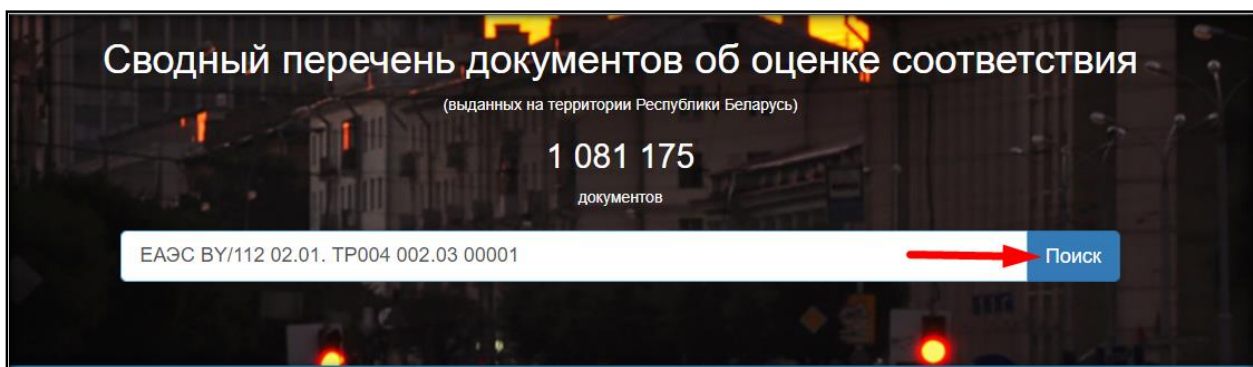 Сводный перечень документов об оценке соответствия
(выданных на территории Республики Беларусь)
1 081 175
документов
ЕАЭС BY/112 02.01. ТР004 002.03 00001
Поиск